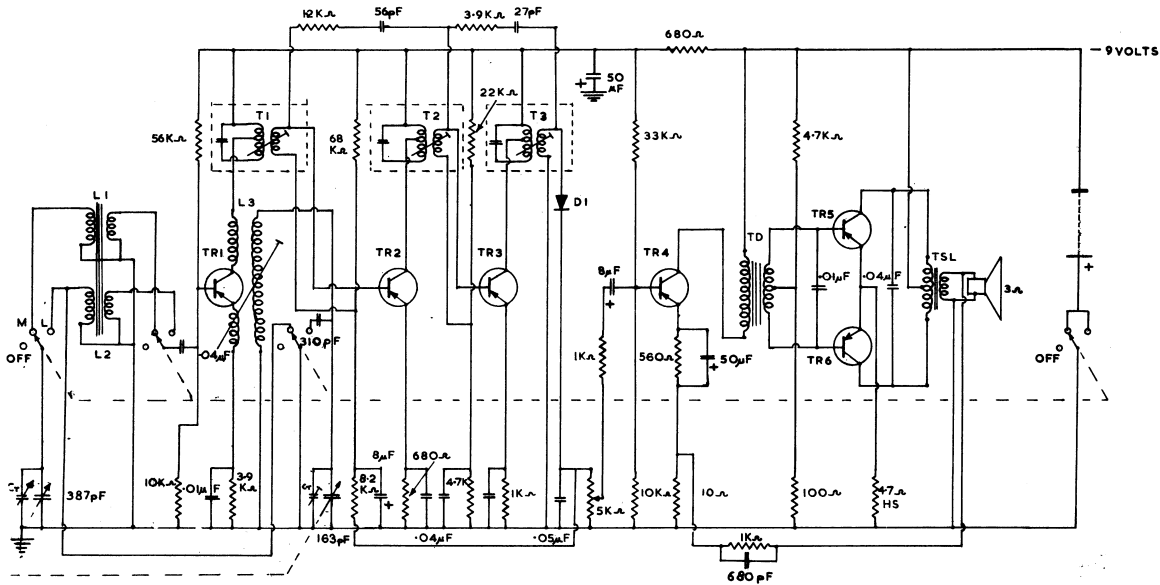 12KΩ
56pF
3.9KΩ
27pF
680Ω
– 9 VOLTS
+ 50 μF
22KΩ
T1
T2
T3
56KΩ
68 KΩ
33KΩ
4.7KΩ
L1
L3
D1
TR1
TR2
TR3
TR4
TD
TR5
TSL
8μF
+
.01μF
.04μF
3Ω
+
M
L
OFF
L2
.04μF
310pF
1KΩ
560Ω
50μF
+
TR6
OFF
Cт
387pF
10KΩ
.01μF
3.9 KΩ
Cт
163pF
8.2 KΩ
8μF
+
680Ω
.04μF
4.7K
1KΩ
.05μF
5KΩ
10KΩ
10Ω
100Ω
4.7Ω HS
1KΩ
680pF